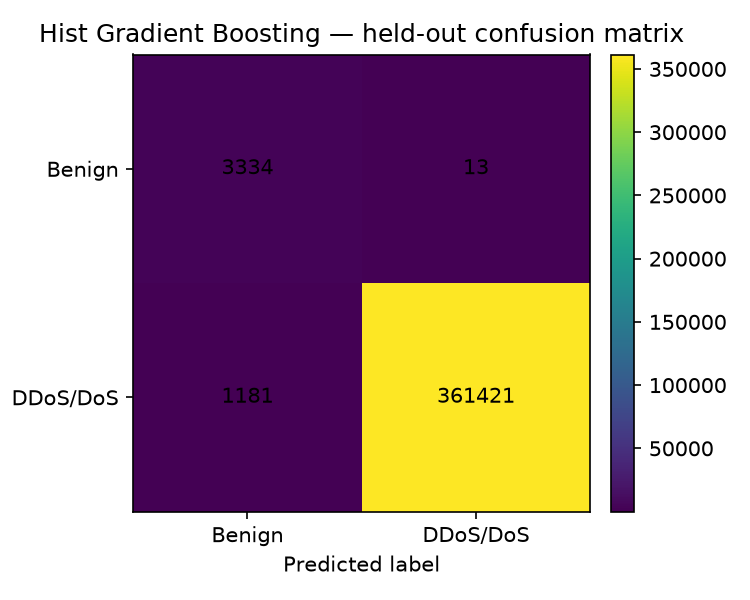 Hist Gradient Boosting — held-out confusion matrix
Benign
3334
13
DDoS/DoS
1181
361421
Benign
DDoS/DoS
Predicted label
350000
300000
250000
200000
150000
100000
50000